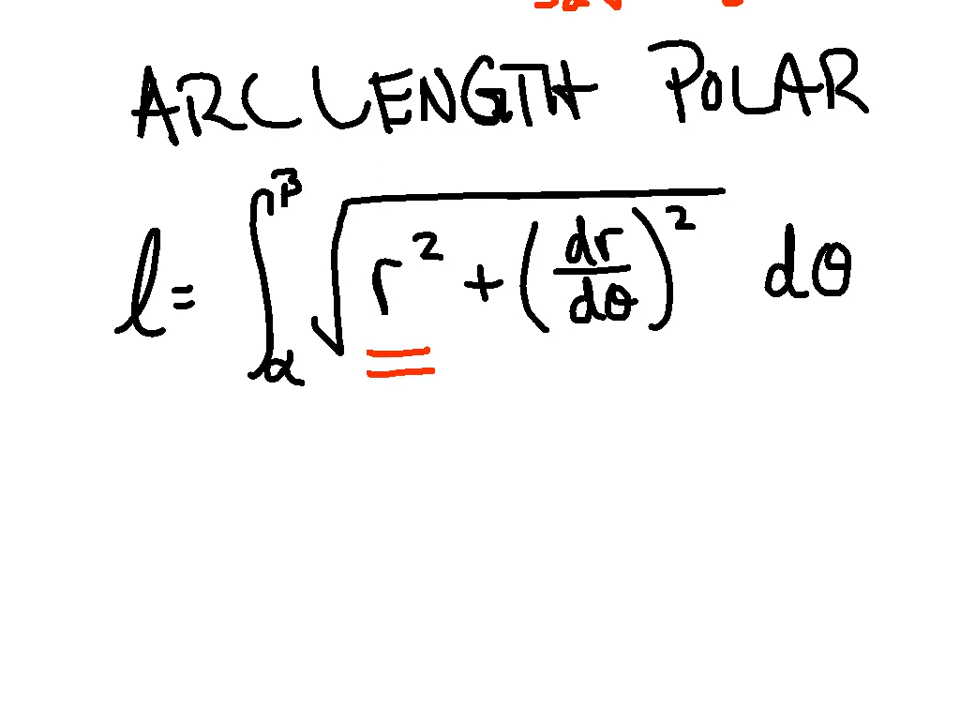 ARC LENGTH POLAR
l = ∫_α^β √(r² + (dr/dθ)²) dθ